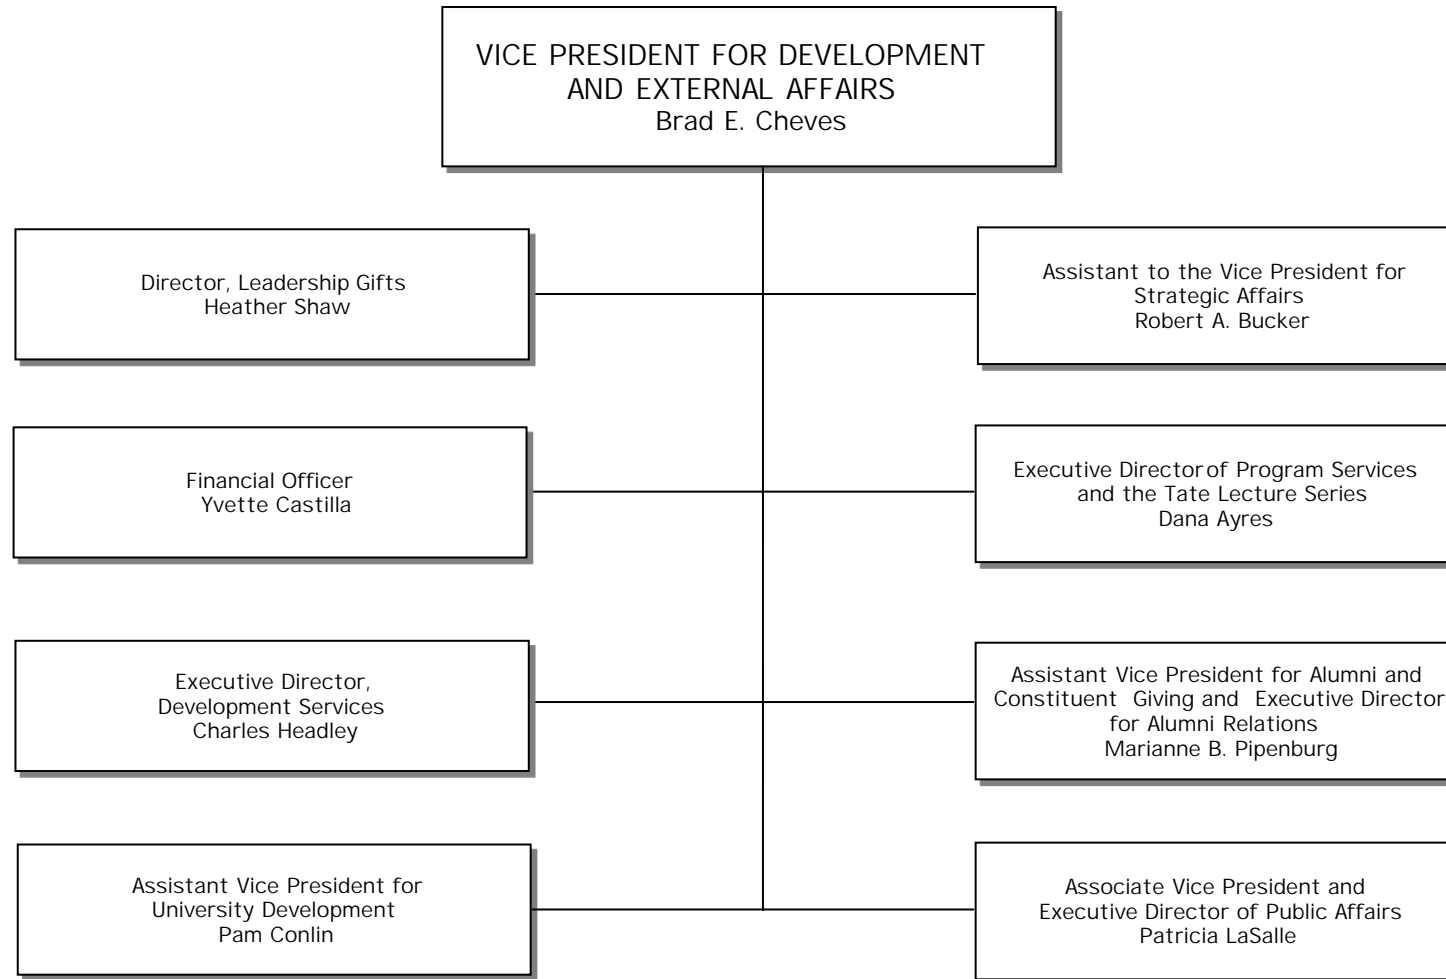 VICE PRESIDENT FOR DEVELOPMENT
AND EXTERNAL AFFAIRS
Brad E. Cheves
Director, Leadership Gifts
Heather Shaw
Assistant to the Vice President for
Strategic Affairs
Robert A. Bucker
Financial Officer
Yvette Castilla
Executive Director of Program Services
and the Tate Lecture Series
Dana Ayres
Executive Director,
Development Services
Charles Headley
Assistant Vice President for Alumni and
Constituent Giving and Executive Director
for Alumni Relations
Marianne B. Pipenburg
Assistant Vice President for
University Development
Pam Conlin
Associate Vice President and
Executive Director of Public Affairs
Patricia LaSalle